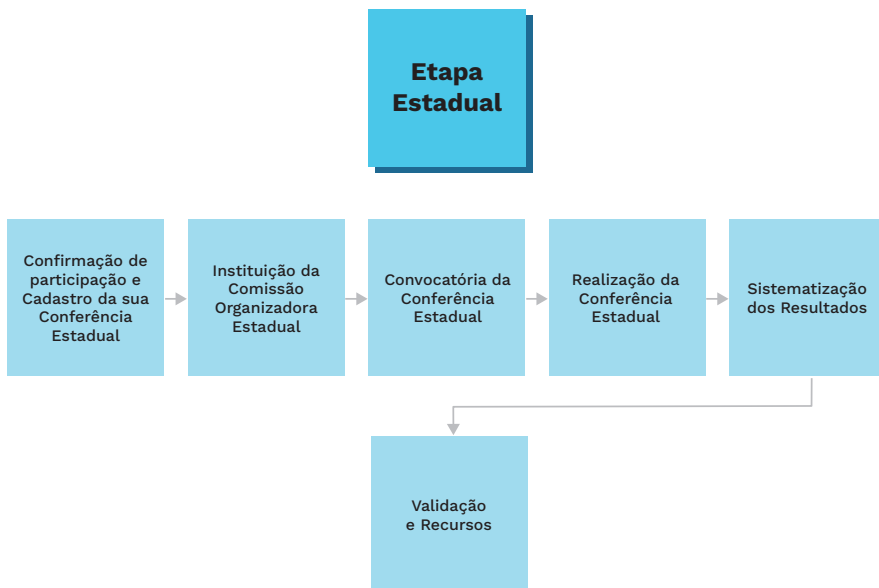 Etapa
Estadual
Confirmação de
participação e
Cadastro da sua
Conferência
Estadual
Instituição da
Comissão
Organizadora
Estadual
Convocatória da
Conferência
Estadual
Realização da
Conferência
Estadual
Sistematização
dos Resultados
Validação
e Recursos